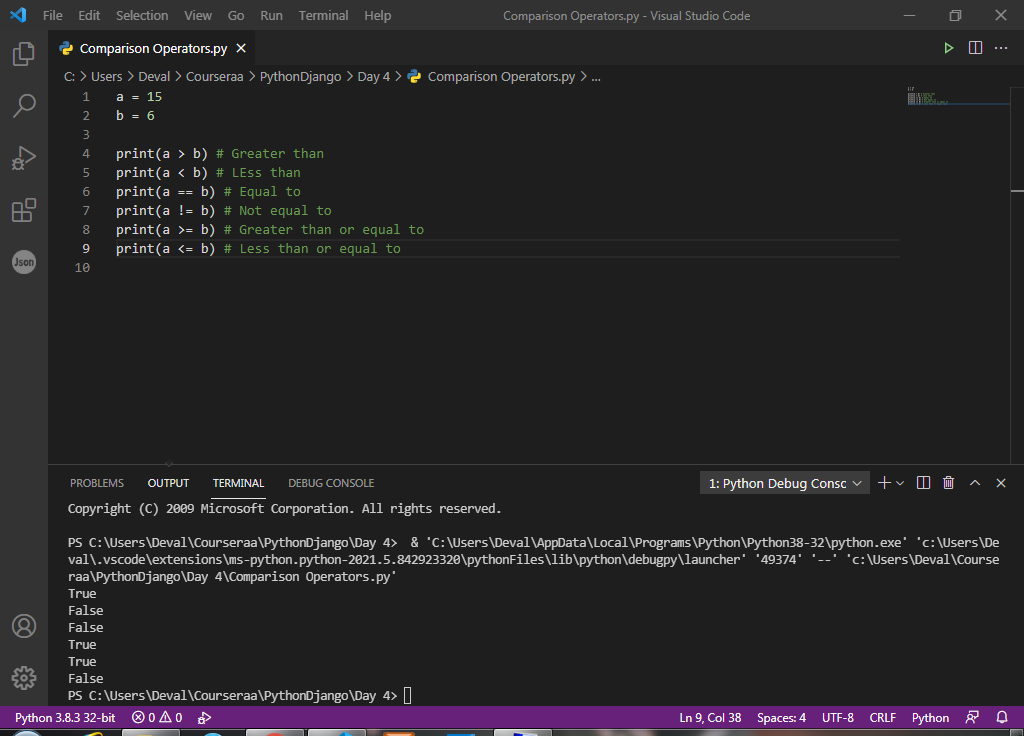 File Edit Selection View Go Run Terminal Help Comparison Operators.py - Visual Studio Code
Comparison Operators.py
C: > Users > Deval > Courseraa > PythonDjango > Day 4 > Comparison Operators.py > ...
1 a = 15
2 b = 6
3
4 print(a > b) # Greater than
5 print(a < b) # LEss than
6 print(a == b) # Equal to
7 print(a != b) # Not equal to
8 print(a >= b) # Greater than or equal to
9 print(a <= b) # Less than or equal to
10
Json
PROBLEMS OUTPUT TERMINAL DEBUG CONSOLE 1: Python Debug Consc
Copyright (C) 2009 Microsoft Corporation. All rights reserved.
PS C:\Users\Deval\Courseraa\PythonDjango\Day 4>  & 'C:\Users\Deval\AppData\Local\Programs\Python\Python38-32\python.exe' 'c:\Users\De
val\.vscode\extensions\ms-python.python-2021.5.842923320\pythonFiles\lib\python\debugpy\launcher' '49374' '--' 'c:\Users\Deval\Course
raa\PythonDjango\Day 4\Comparison Operators.py'
True
False
False
True
True
False
PS C:\Users\Deval\Courseraa\PythonDjango\Day 4>
Python 3.8.3 32-bit 0 0 Ln 9, Col 38 Spaces: 4 UTF-8 CRLF Python